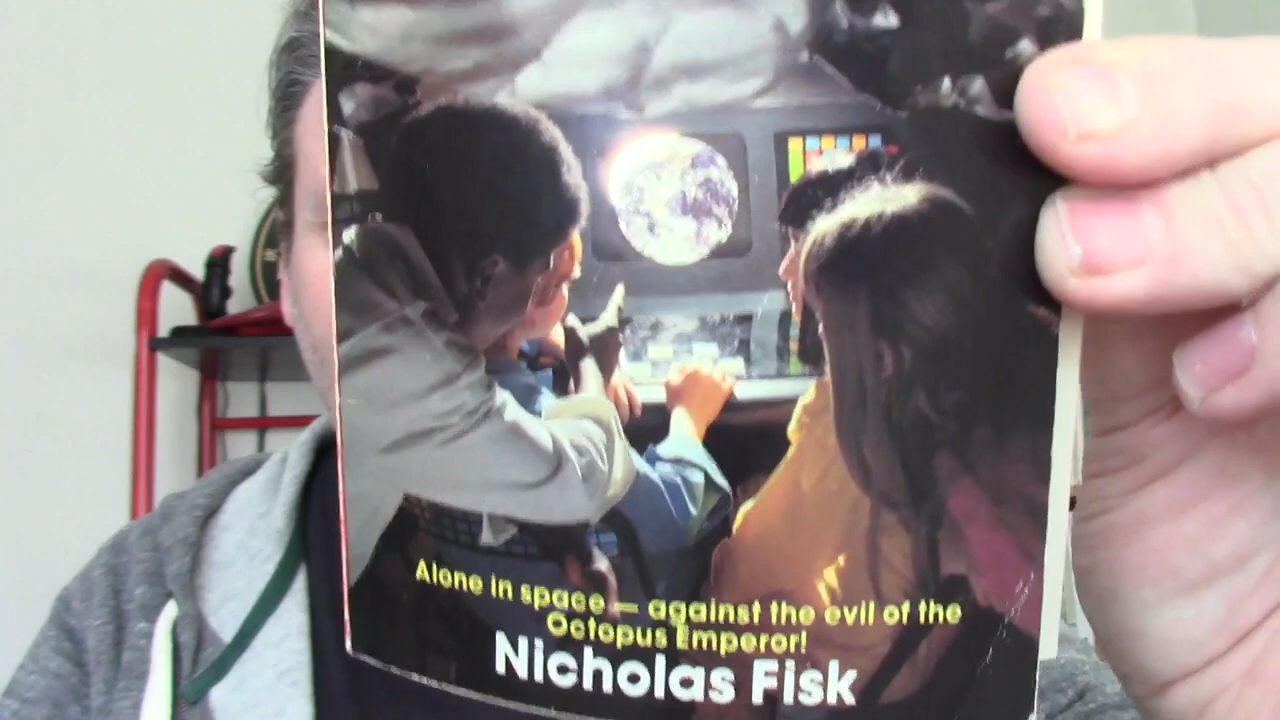 Alone in space — against the evil of the
Octopus Emperor!
Nicholas Fisk